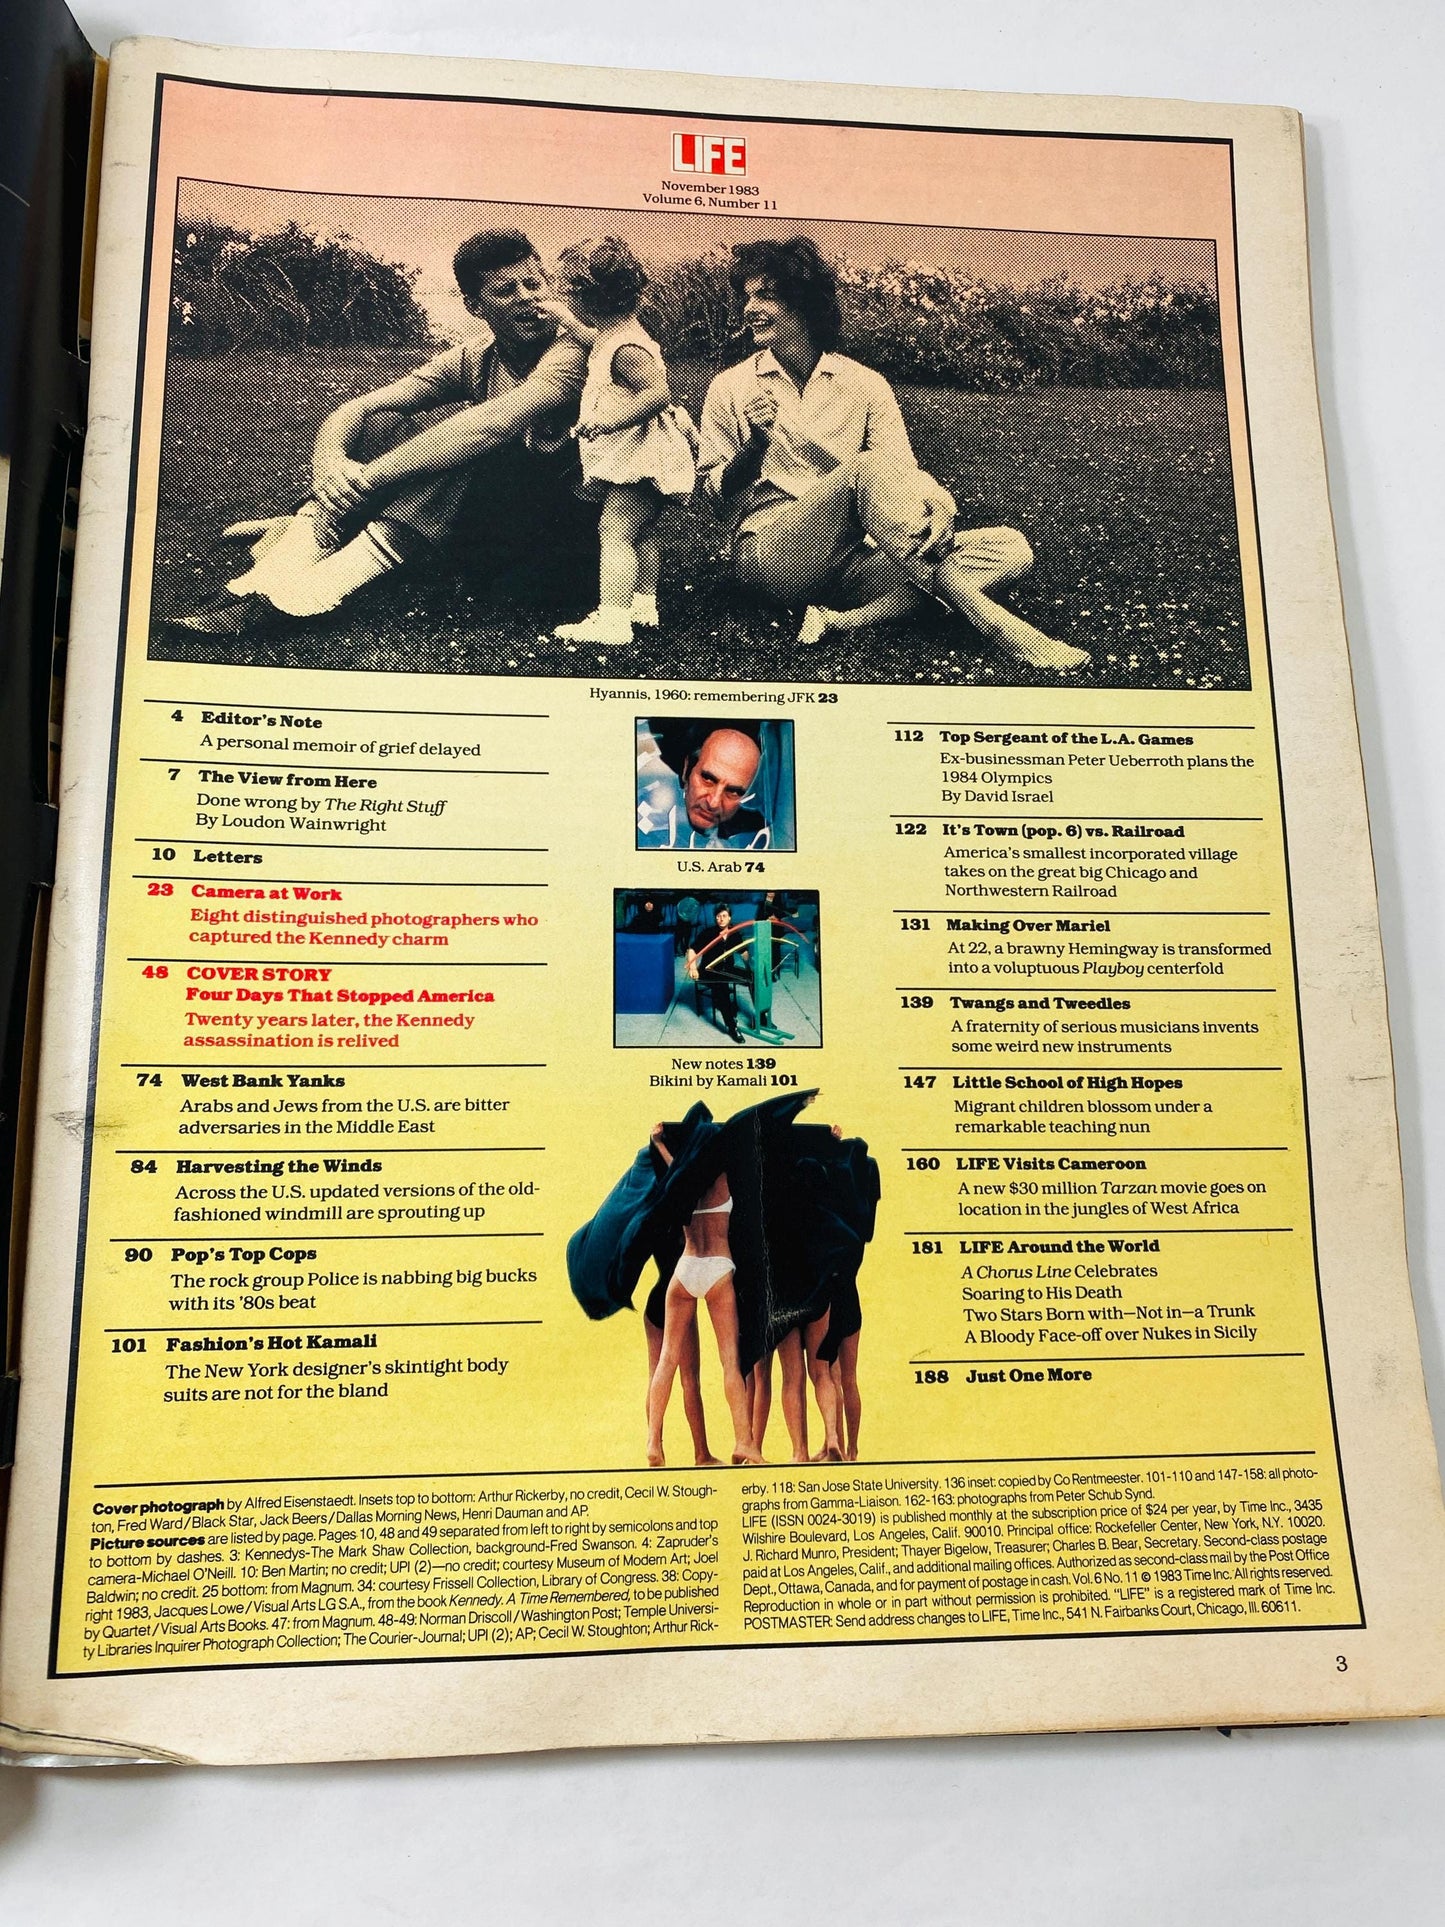 LIFE
November 1983
Volume 6, Number 11
Hyannis, 1960: remembering JFK 23
4 Editor's Note
A personal memoir of grief delayed
7 The View from Here
Done wrong by The Right Stuff
By Loudon Wainwright
10 Letters
23 Camera at Work
Eight distinguished photographers who
captured the Kennedy charm
48 COVER STORY
Four Days That Stopped America
Twenty years later, the Kennedy
assassination is relived
74 West Bank Yanks
Arabs and Jews from the U.S. are bitter
adversaries in the Middle East
84 Harvesting the Winds
Across the U.S. updated versions of the old-
fashioned windmill are sprouting up
90 Pop's Top Cops
The rock group Police is nabbing big bucks
with its '80s beat
101 Fashion's Hot Kamali
The New York designer's skintight body
suits are not for the bland
U.S. Arab 74
New notes 139
Bikini by Kamali 101
112 Top Sergeant of the L.A. Games
Ex-businessman Peter Ueberroth plans the
1984 Olympics
By David Israel
122 It's Town (pop. 6) vs. Railroad
America's smallest incorporated village
takes on the great big Chicago and
Northwestern Railroad
131 Making Over Mariel
At 22, a brawny Hemingway is transformed
into a voluptuous Playboy centerfold
139 Twangs and Tweedles
A fraternity of serious musicians invents
some weird new instruments
147 Little School of High Hopes
Migrant children blossom under a
remarkable teaching nun
160 LIFE Visits Cameroon
A new $30 million Tarzan movie goes on
location in the jungles of West Africa
181 LIFE Around the World
A Chorus Line Celebrates
Soaring to His Death
Two Stars Born with—Not in—a Trunk
A Bloody Face-off over Nukes in Sicily
188 Just One More
Cover photograph by Alfred Eisenstaedt. Insets top to bottom: Arthur Rickerby, no credit, Cecil W. Stough-
ton, Fred Ward/Black Star, Jack Beers/Dallas Morning News, Henri Dauman and AP.
Picture sources are listed by page. Pages 10, 48 and 49 separated from left to right by semicolons and top
to bottom by dashes. 3: Kennedys-The Mark Shaw Collection, background-Fred Swanson. 4: Zapruder's
camera-Michael O'Neill. 10: Ben Martin; no credit; UPI (2)—no credit; courtesy Museum of Modern Art; Joel
Baldwin; no credit. 25 bottom: from Magnum. 34: courtesy Frissell Collection, Library of Congress. 38: Copy-
right 1983, Jacques Lowe/Visual Arts LG S.A., from the book Kennedy. A Time Remembered, to be published
by Quartet/Visual Arts Books. 47: from Magnum. 48-49: Norman Driscoll/Washington Post; Temple Universi-
ty Libraries Inquirer Photograph Collection; The Courier-Journal; UPI (2); AP; Cecil W. Stoughton; Arthur Rick-
erby. 118: San Jose State University. 136 inset: copied by Co Rentmeester. 101-110 and 147-158: all photo-
graphs from Gamma-Liaison. 162-163: photographs from Peter Schub Synd.
LIFE (ISSN 0024-3019) is published monthly at the subscription price of $24 per year, by Time Inc., 3435
Wilshire Boulevard, Los Angeles, Calif. 90010. Principal office: Rockefeller Center, New York, N.Y. 10020.
J. Richard Munro, President; Thayer Bigelow, Treasurer; Charles B. Bear, Secretary. Second-class postage
paid at Los Angeles, Calif., and additional mailing offices. Authorized as second-class mail by the Post Office
Dept., Ottawa, Canada, and for payment of postage in cash, Vol. 6 No. 11 © 1983 Time Inc. All rights reserved.
Reproduction in whole or in part without permission is prohibited. "LIFE" is a registered mark of Time Inc.
POSTMASTER: Send address changes to LIFE, Time Inc., 541 N. Fairbanks Court, Chicago, Ill. 60611.
3